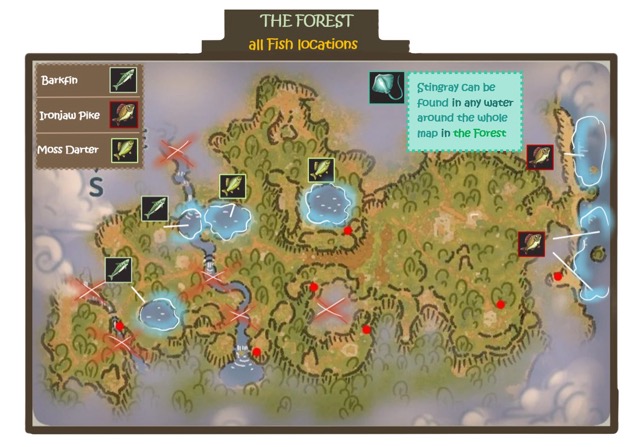 THE FOREST
all Fish locations
Barkfin
Ironjaw Pike
Moss Darter
Stingray can be
found in any water
around the whole
map in the Forest
S